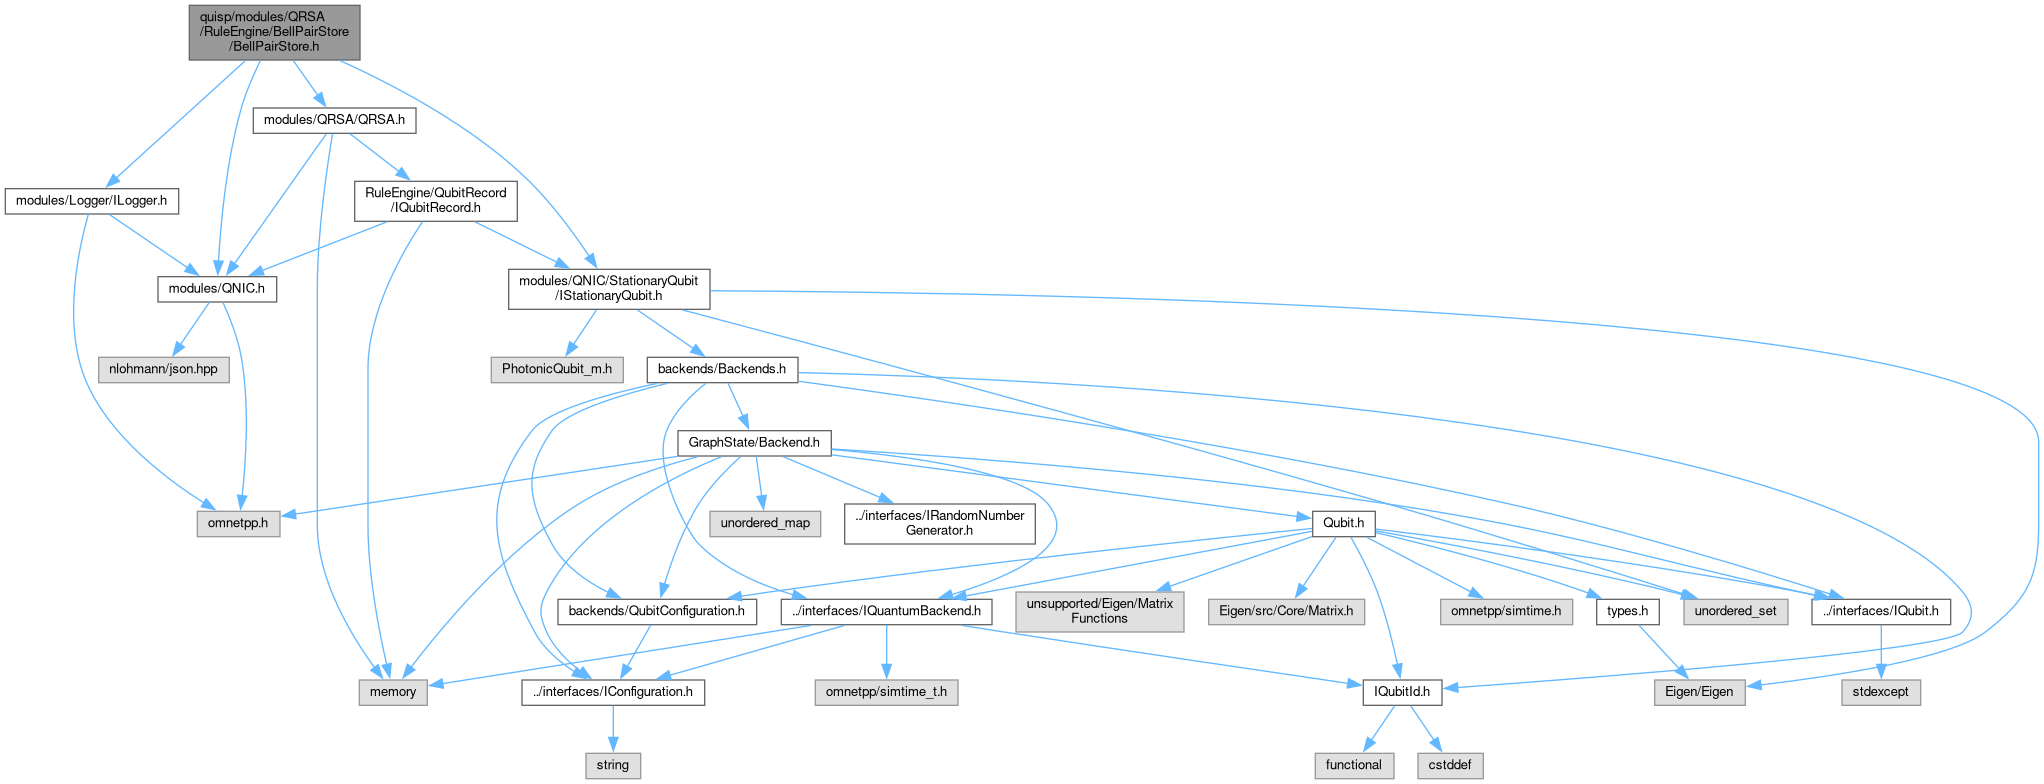 quisp/modules/QRSA
/RuleEngine/BellPairStore
/BellPairStore.h
modules/QRSA/QRSA.h
modules/Logger/ILogger.h
RuleEngine/QubitRecord
/IQubitRecord.h
modules/QNIC.h
modules/QNIC/StationaryQubit
/IStationaryQubit.h
nlohmann/json.hpp
PhotonicQubit_m.h
backends/Backends.h
GraphState/Backend.h
omnetpp.h
unordered_map
../interfaces/IRandomNumber
Generator.h
Qubit.h
backends/QubitConfiguration.h
../interfaces/IQuantumBackend.h
unsupported/Eigen/Matrix
Functions
Eigen/src/Core/Matrix.h
omnetpp/simtime.h
types.h
unordered_set
../interfaces/IQubit.h
memory
../interfaces/IConfiguration.h
omnetpp/simtime_t.h
IQubitId.h
Eigen/Eigen
stdexcept
string
functional
cstddef